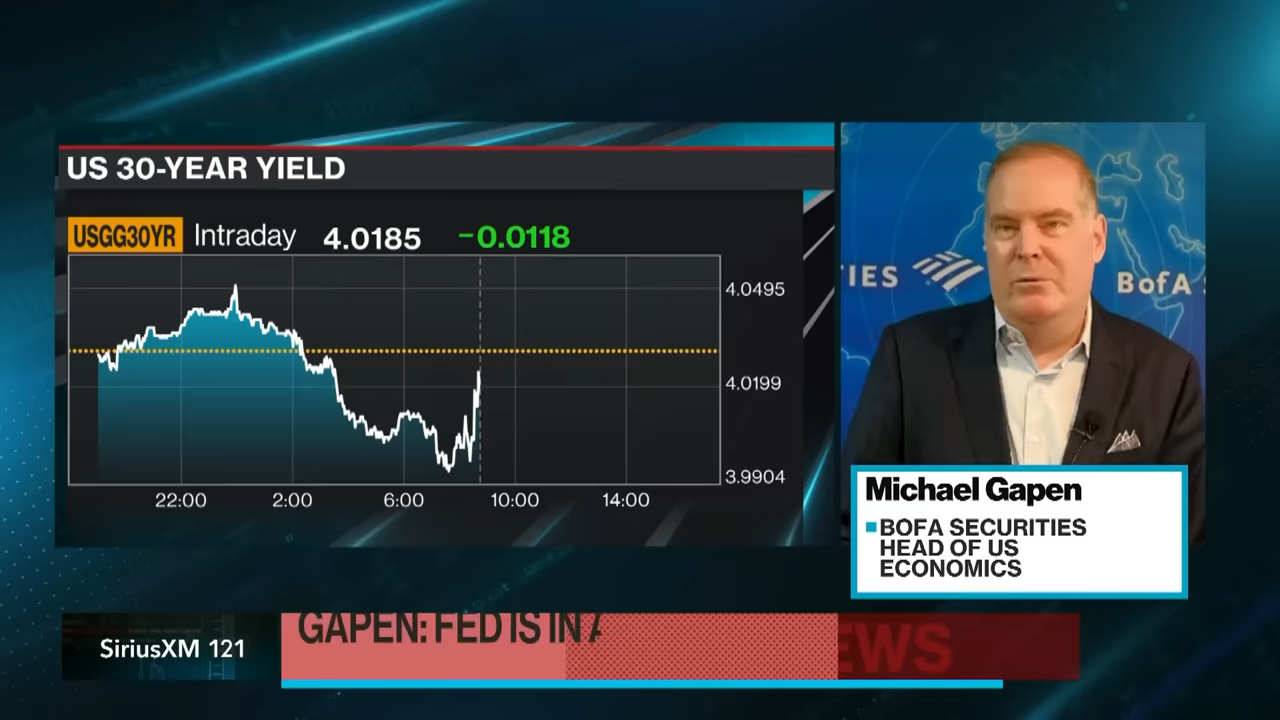 US 30-YEAR YIELD
USGG30YR Intraday 4.0185 -0.0118
4.0495
4.0199
3.9904
22:00 2:00 6:00 10:00 14:00
BofA
Michael Gapen
BOFA SECURITIES
HEAD OF US
ECONOMICS
SiriusXM 121
GAPEN: FED IS IN